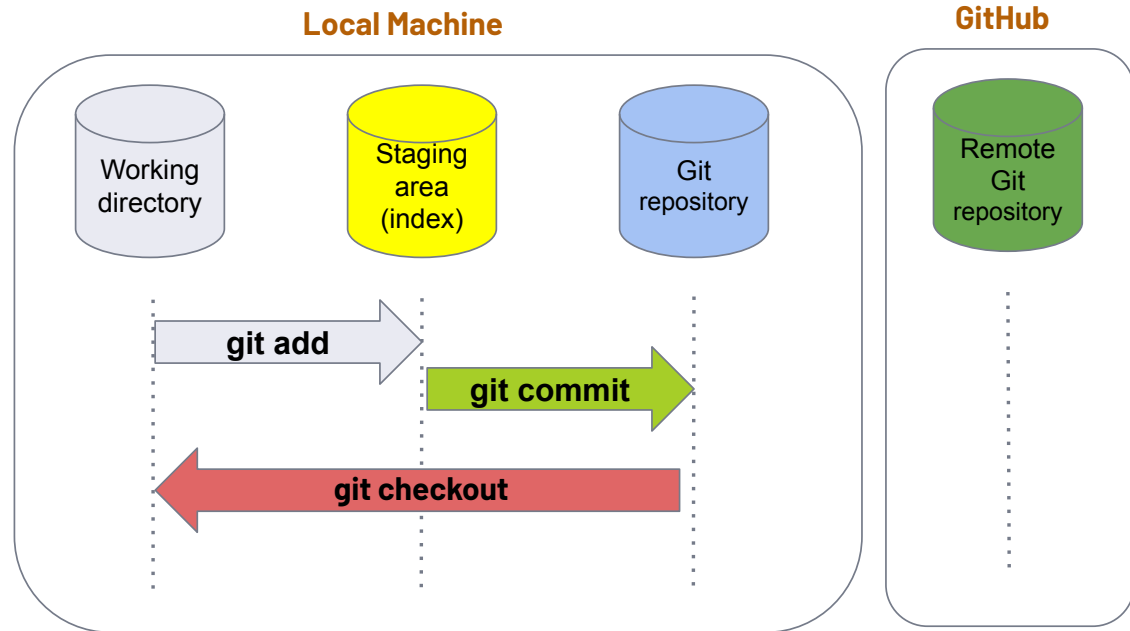 Local Machine
GitHub
Working
directory
Staging
area
(index)
Git
repository
Remote
Git
repository
git add
git commit
git checkout